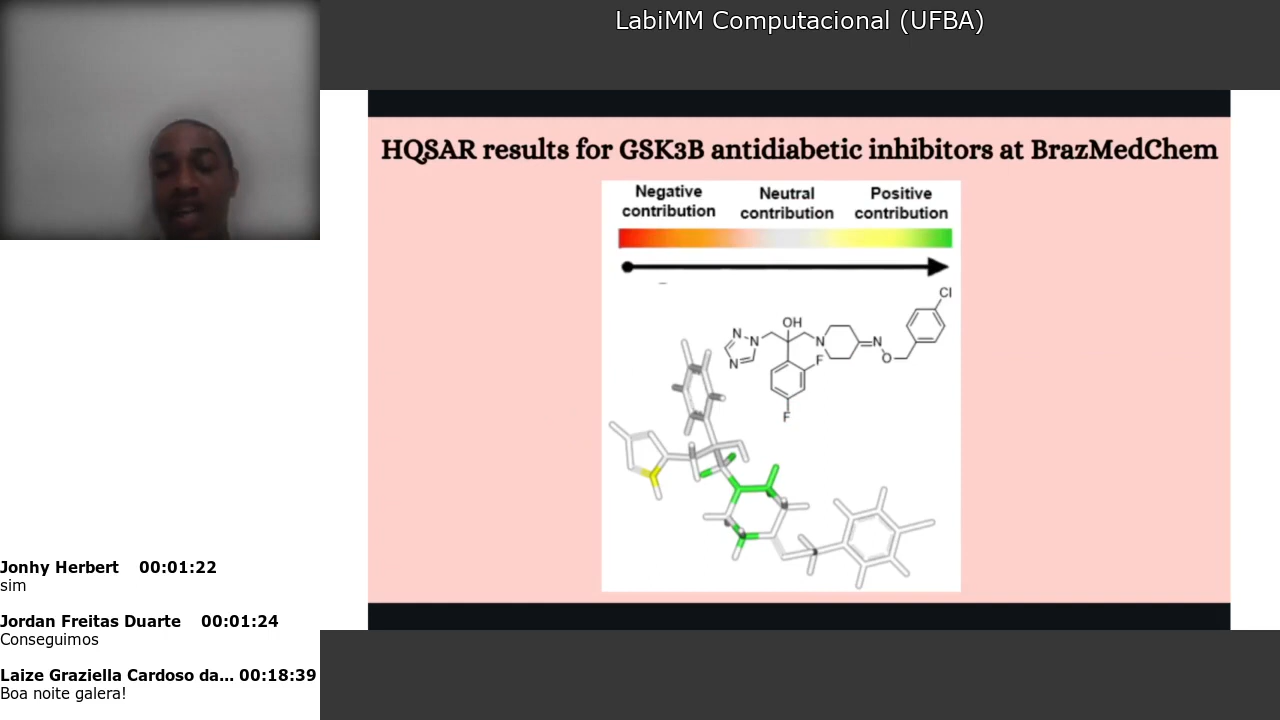 LabiMM Computacional (UFBA)
HQSAR results for GSK3B antidiabetic inhibitors at BrazMedChem
Negative contribution
Neutral contribution
Positive contribution
Cl
OH
N
N
N
N
N
O
F
F
Jonhy Herbert 00:01:22
sim
Jordan Freitas Duarte 00:01:24
Conseguimos
Laize Graziella Cardoso da... 00:18:39
Boa noite galera!